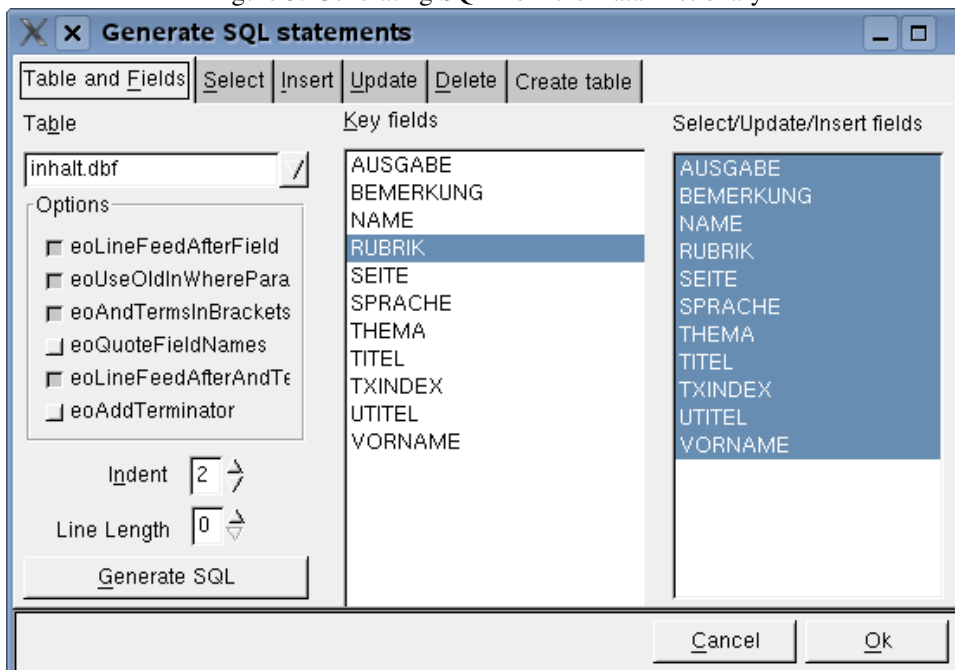 Generate SQL statements
Table and Fields Select Insert Update Delete Create table
Table
inhalt.dbf
Options
eoLineFeedAfterField
eoUseOldInWherePara
eoAndTermsInBrackets
eoQuoteFieldNames
eoLineFeedAfterAndTe
eoAddTerminator
Indent 2
Line Length 0
Generate SQL
Key fields
AUSGABE
BEMERKUNG
NAME
RUBRIK
SEITE
SPRACHE
THEMA
TITEL
TXINDEX
UTITEL
VORNAME
Select/Update/Insert fields
AUSGABE
BEMERKUNG
NAME
RUBRIK
SEITE
SPRACHE
THEMA
TITEL
TXINDEX
UTITEL
VORNAME
Cancel Ok